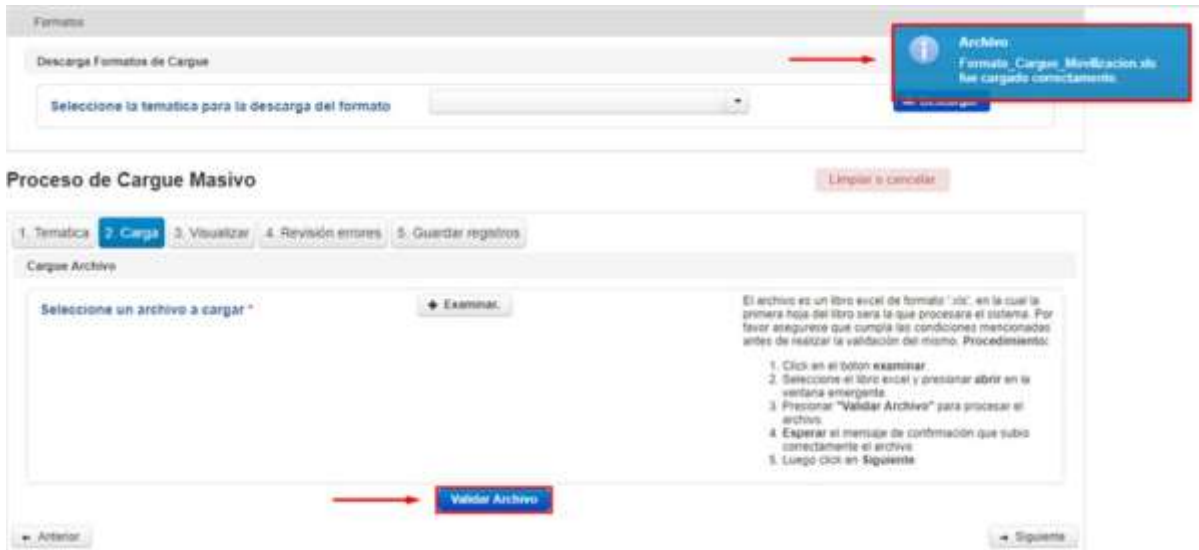 Formatos
Archivo
Formato_Cargue_Movilizacion.xls
fue cargado correctamente.
Descarga Formatos de Cargue
Seleccione la tematica para la descarga del formato
Descargar
Proceso de Cargue Masivo
Limpiar o cancelar
1. Tematica 2. Carga 3. Visualizar 4. Revisión errores 5. Guardar registros
Cargue Archivo
Seleccione un archivo a cargar *
Examinar.
El archivo es un libro excel de formato '.xls', en la cual la
primera hoja del libro sera la que procesara el sistema. Por
favor asegurese que cumpla las condiciones mencionadas
antes de realizar la validación del mismo. Procedimiento:
1. Click en el boton examinar
2. Seleccione el libro excel y presionar abrir en la
ventana emergente.
3. Presionar "Validar Archivo" para procesar el
archivo.
4. Esperar el mensaje de confirmación que subio
correctamente el archivo
5. Luego click en Siguiente
Validar Archivo
Anterior
Siguiente